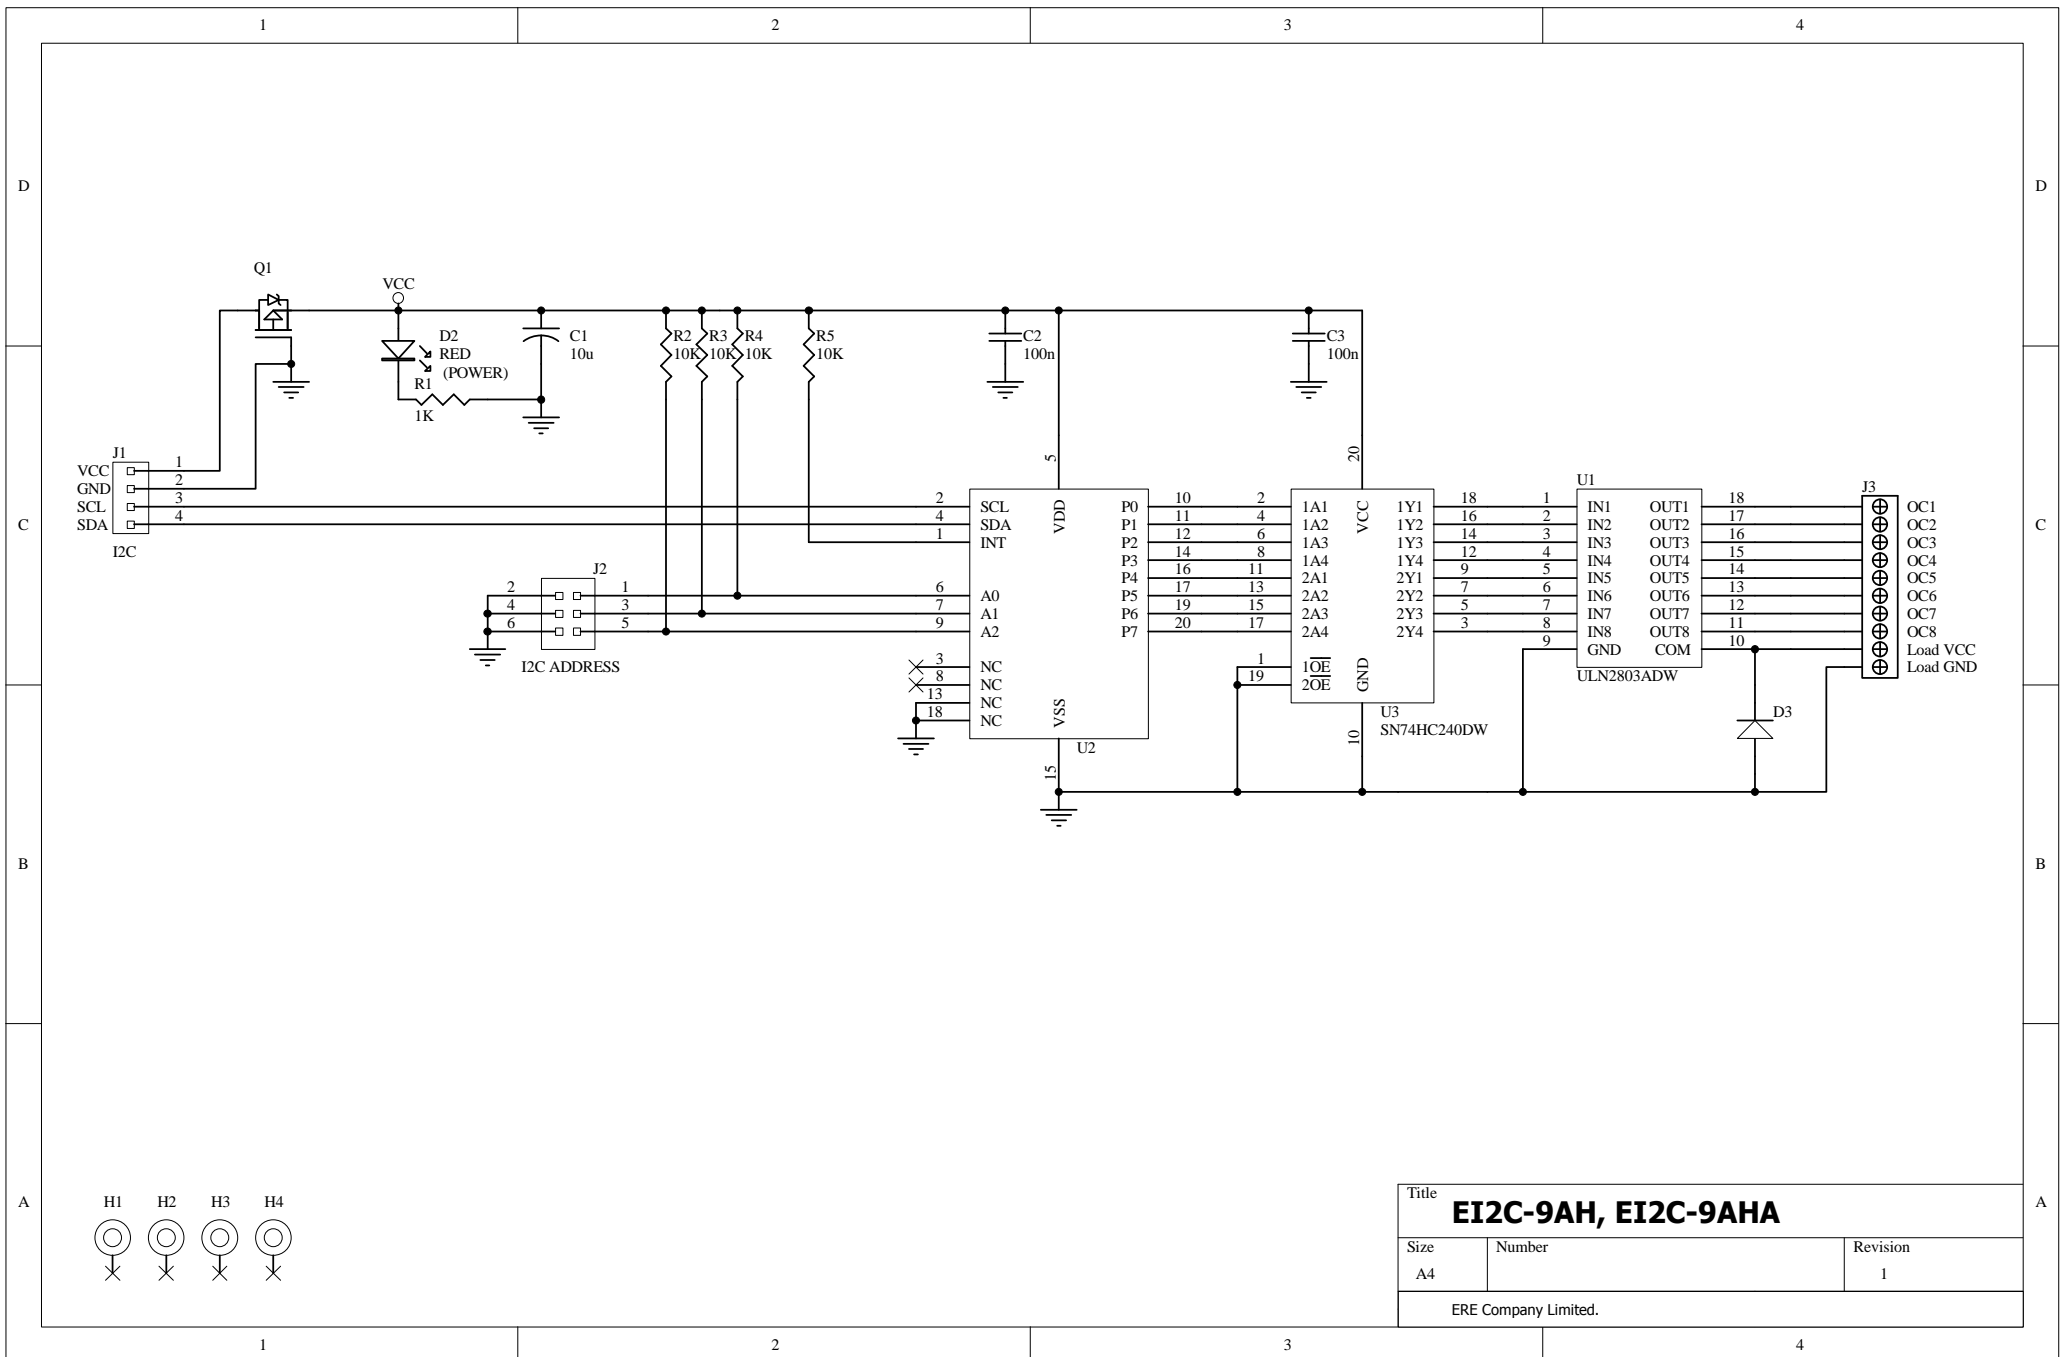 1 2 3 4
D D
Q1
VCC
D2
RED
(POWER)
R1
1K
C1
10u
R2
10K
R3
10K
R4
10K
R5
10K
C2
100n
C3
100n
J1
VCC 1
GND 2
SCL 3
SDA 4
I2C
C C
J2
2 1
4 3
6 5
I2C ADDRESS
5
VDD
2 SCL P0 10
4 SDA P1 11
1 INT P2 12
P3 14
P4 16
6 A0 P5 17
7 A1 P6 19
9 A2 P7 20
3 NC
8 NC
13 NC
18 NC
VSS
U2
15
20
VCC
2 1A1 1Y1 18
4 1A2 1Y2 16
6 1A3 1Y3 14
8 1A4 1Y4 12
11 2A1 2Y1 9
13 2A2 2Y2 7
15 2A3 2Y3 5
17 2A4 2Y4 3
1 1OE
19 2OE
GND
U3
SN74HC240DW
10
U1
1 IN1 OUT1 18
2 IN2 OUT2 17
3 IN3 OUT3 16
4 IN4 OUT4 15
5 IN5 OUT5 14
6 IN6 OUT6 13
7 IN7 OUT7 12
8 IN8 OUT8 11
9 GND COM 10
ULN2803ADW
J3
OC1
OC2
OC3
OC4
OC5
OC6
OC7
OC8
Load VCC
Load GND
D3
B B
A A
H1 H2 H3 H4
Title
EI2C-9AH, EI2C-9AHA
Size Number Revision
A4 1
ERE Company Limited.
1 2 3 4